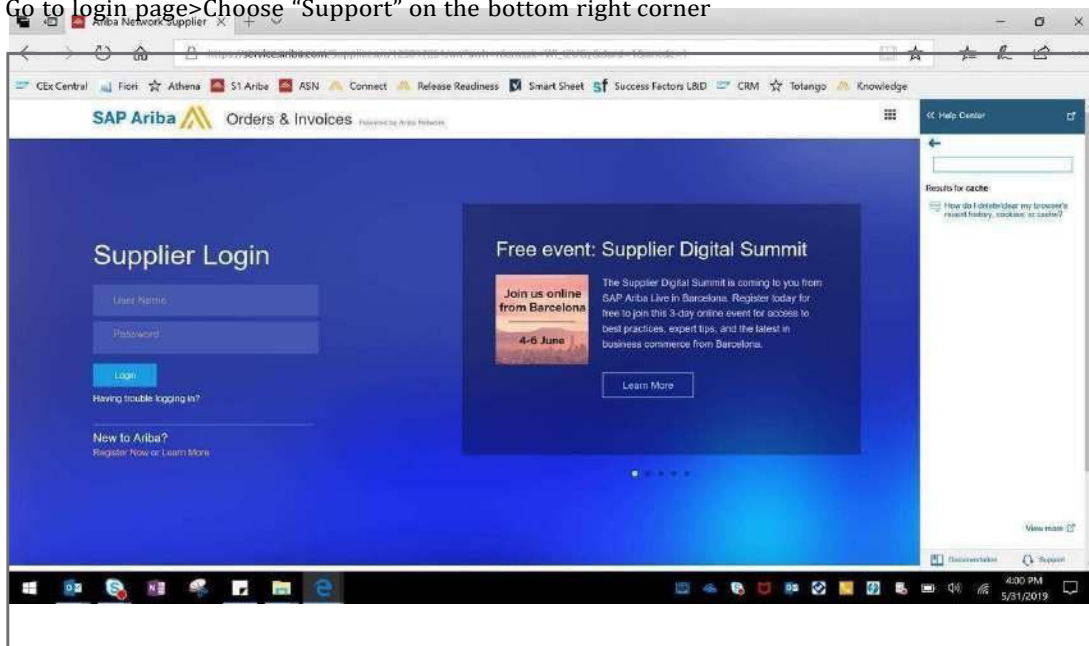 Go to login page>Choose “Support” on the bottom right corner
Ariba Network Supplier
CEx Central Fiori Athena S1 Ariba ASN Connect Release Readiness Smart Sheet Success Factors L&D CRM Totango Knowledge
SAP Ariba Orders & Invoices Powered by Ariba Network
<< Help Center
Results for cache
How do I delete/clear my browser's
recent history, cookies, or cache?
Supplier Login
User Name
Password
Login
Having trouble logging in?
New to Ariba?
Register Now or Learn More
Free event: Supplier Digital Summit
Join us online
from Barcelona
4-6 June
The Supplier Digital Summit is coming to you from
SAP Ariba Live in Barcelona. Register today for
free to join this 3-day online event for access to
best practices, expert tips, and the latest in
business commerce from Barcelona.
Learn More
View more
Documentation Support
4:00 PM
5/31/2019